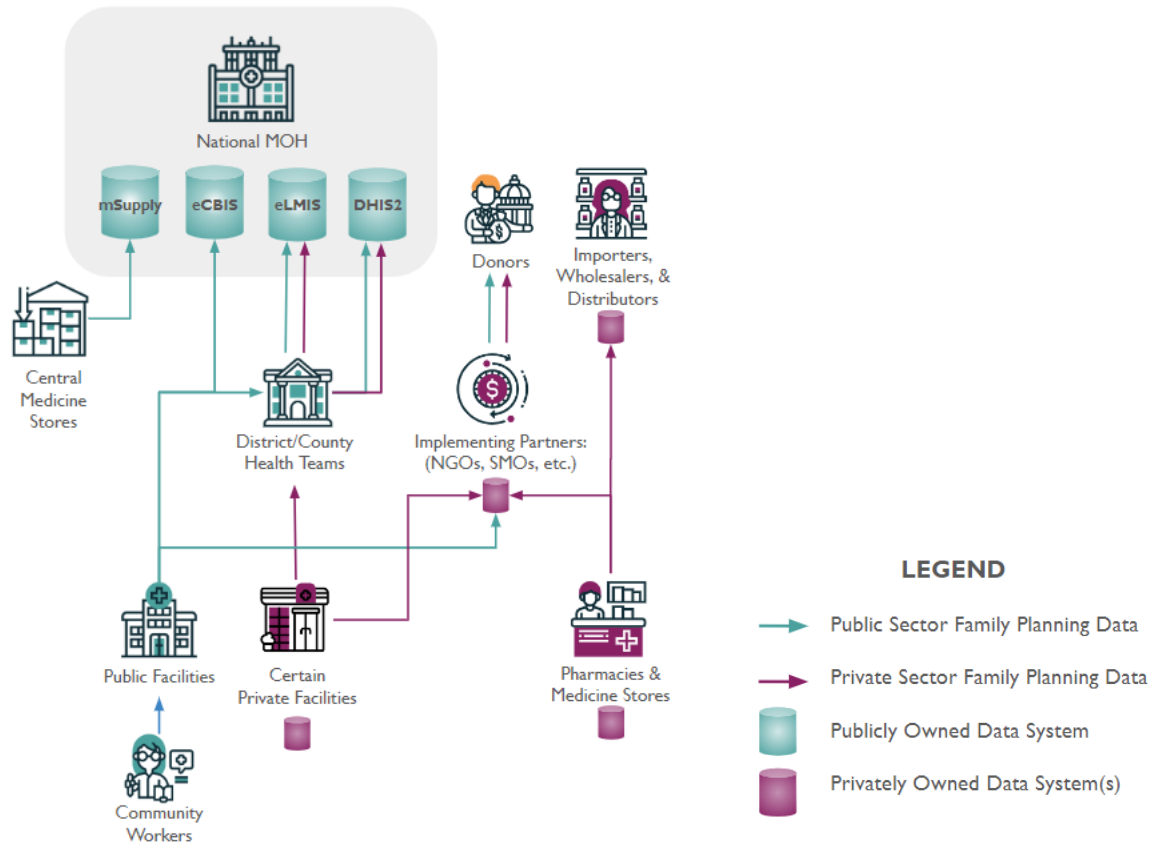 National MOH
mSupply
eCBIS
eLMIS
DHIS2
Donors
Importers,
Wholesalers, &
Distributors
Central
Medicine
Stores
District/County
Health Teams
Implementing Partners:
(NGOs, SMOs, etc.)
Public Facilities
Certain
Private Facilities
Pharmacies &
Medicine Stores
Community
Workers
LEGEND
Public Sector Family Planning Data
Private Sector Family Planning Data
Publicly Owned Data System
Privately Owned Data System(s)